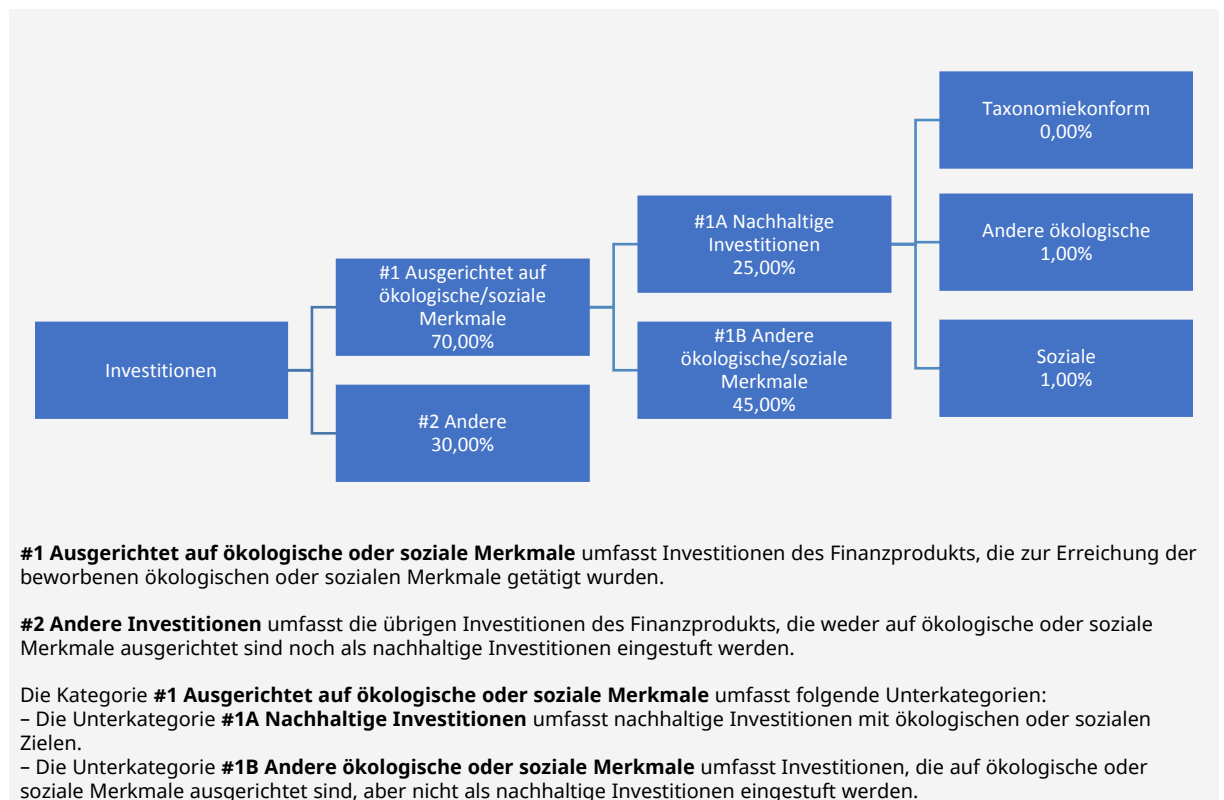 Investitionen
#1 Ausgerichtet auf
ökologische/soziale
Merkmale
70,00%
#2 Andere
30,00%
#1A Nachhaltige
Investitionen
25,00%
#1B Andere
ökologische/soziale
Merkmale
45,00%
Taxonomiekonform
0,00%
Andere ökologische
1,00%
Soziale
1,00%
#1 Ausgerichtet auf ökologische oder soziale Merkmale umfasst Investitionen des Finanzprodukts, die zur Erreichung der
beworbenen ökologischen oder sozialen Merkmale getätigt wurden.
#2 Andere Investitionen umfasst die übrigen Investitionen des Finanzprodukts, die weder auf ökologische oder soziale
Merkmale ausgerichtet sind noch als nachhaltige Investitionen eingestuft werden.
Die Kategorie #1 Ausgerichtet auf ökologische oder soziale Merkmale umfasst folgende Unterkategorien:
– Die Unterkategorie #1A Nachhaltige Investitionen umfasst nachhaltige Investitionen mit ökologischen oder sozialen
Zielen.
– Die Unterkategorie #1B Andere ökologische oder soziale Merkmale umfasst Investitionen, die auf ökologische oder
soziale Merkmale ausgerichtet sind, aber nicht als nachhaltige Investitionen eingestuft werden.